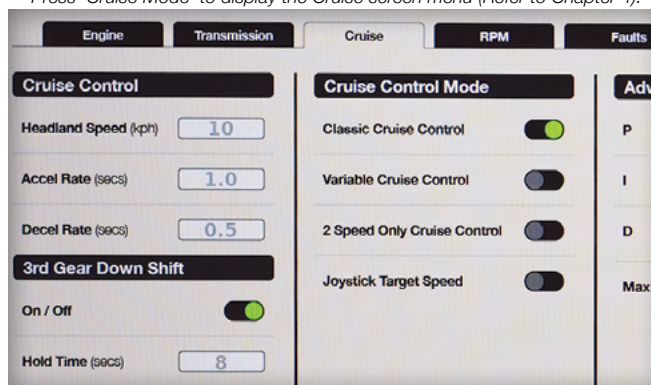 Press 'Cruise Mode' to display the Cruise screen menu (Refer to Chapter 4).
Engine Transmission Cruise RPM Faults
Cruise Control
Headland Speed (kph) 10
Accel Rate (secs) 1.0
Decel Rate (secs) 0.5
3rd Gear Down Shift
On / Off
Hold Time (secs) 8
Cruise Control Mode
Classic Cruise Control
Variable Cruise Control
2 Speed Only Cruise Control
Joystick Target Speed
Adv
P
I
D
Max